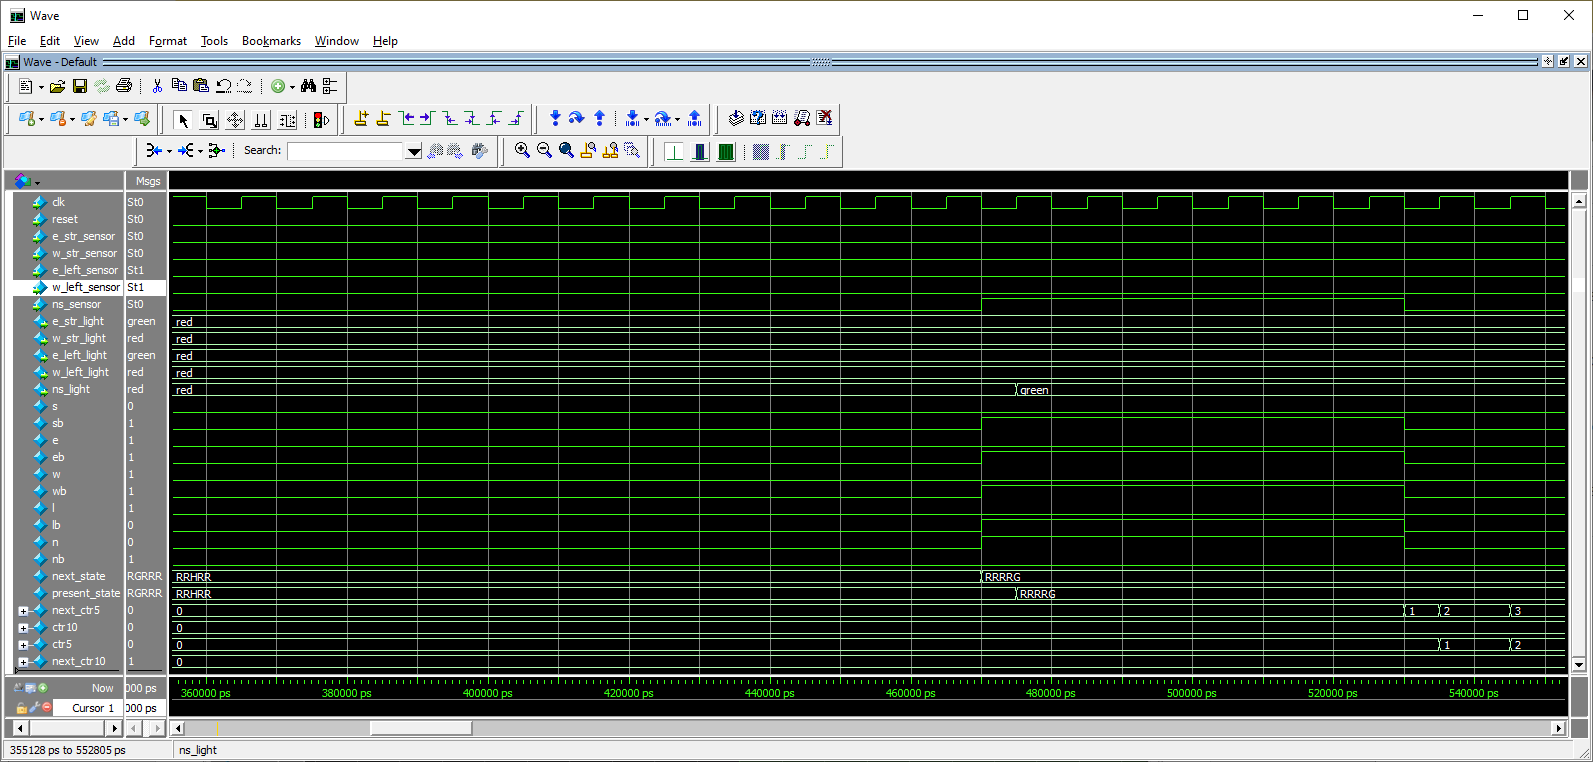 Wave
File Edit View Add Format Tools Bookmarks Window Help
Wave - Default
Search:
Msgs
clk St0
reset St0
e_str_sensor St0
w_str_sensor St0
e_left_sensor St1
w_left_sensor St1
ns_sensor St0
e_str_light green red
w_str_light red red
e_left_light green red
w_left_light red red
ns_light red red green
s 0
sb 1
e 1
eb 1
w 1
wb 1
l 1
lb 0
n 0
nb 1
next_state RGRRR RRHRR RRRRG
present_state RGRRR RRHRR RRRRG
next_ctr5 0 0 1 2 3
ctr10 0 0
ctr5 0 0 1 2
next_ctr10 1 0
Now 000 ps
360000 ps 380000 ps 400000 ps 420000 ps 440000 ps 460000 ps 480000 ps 500000 ps 520000 ps 540000 ps
Cursor 1 000 ps
355128 ps to 552805 ps ns_light